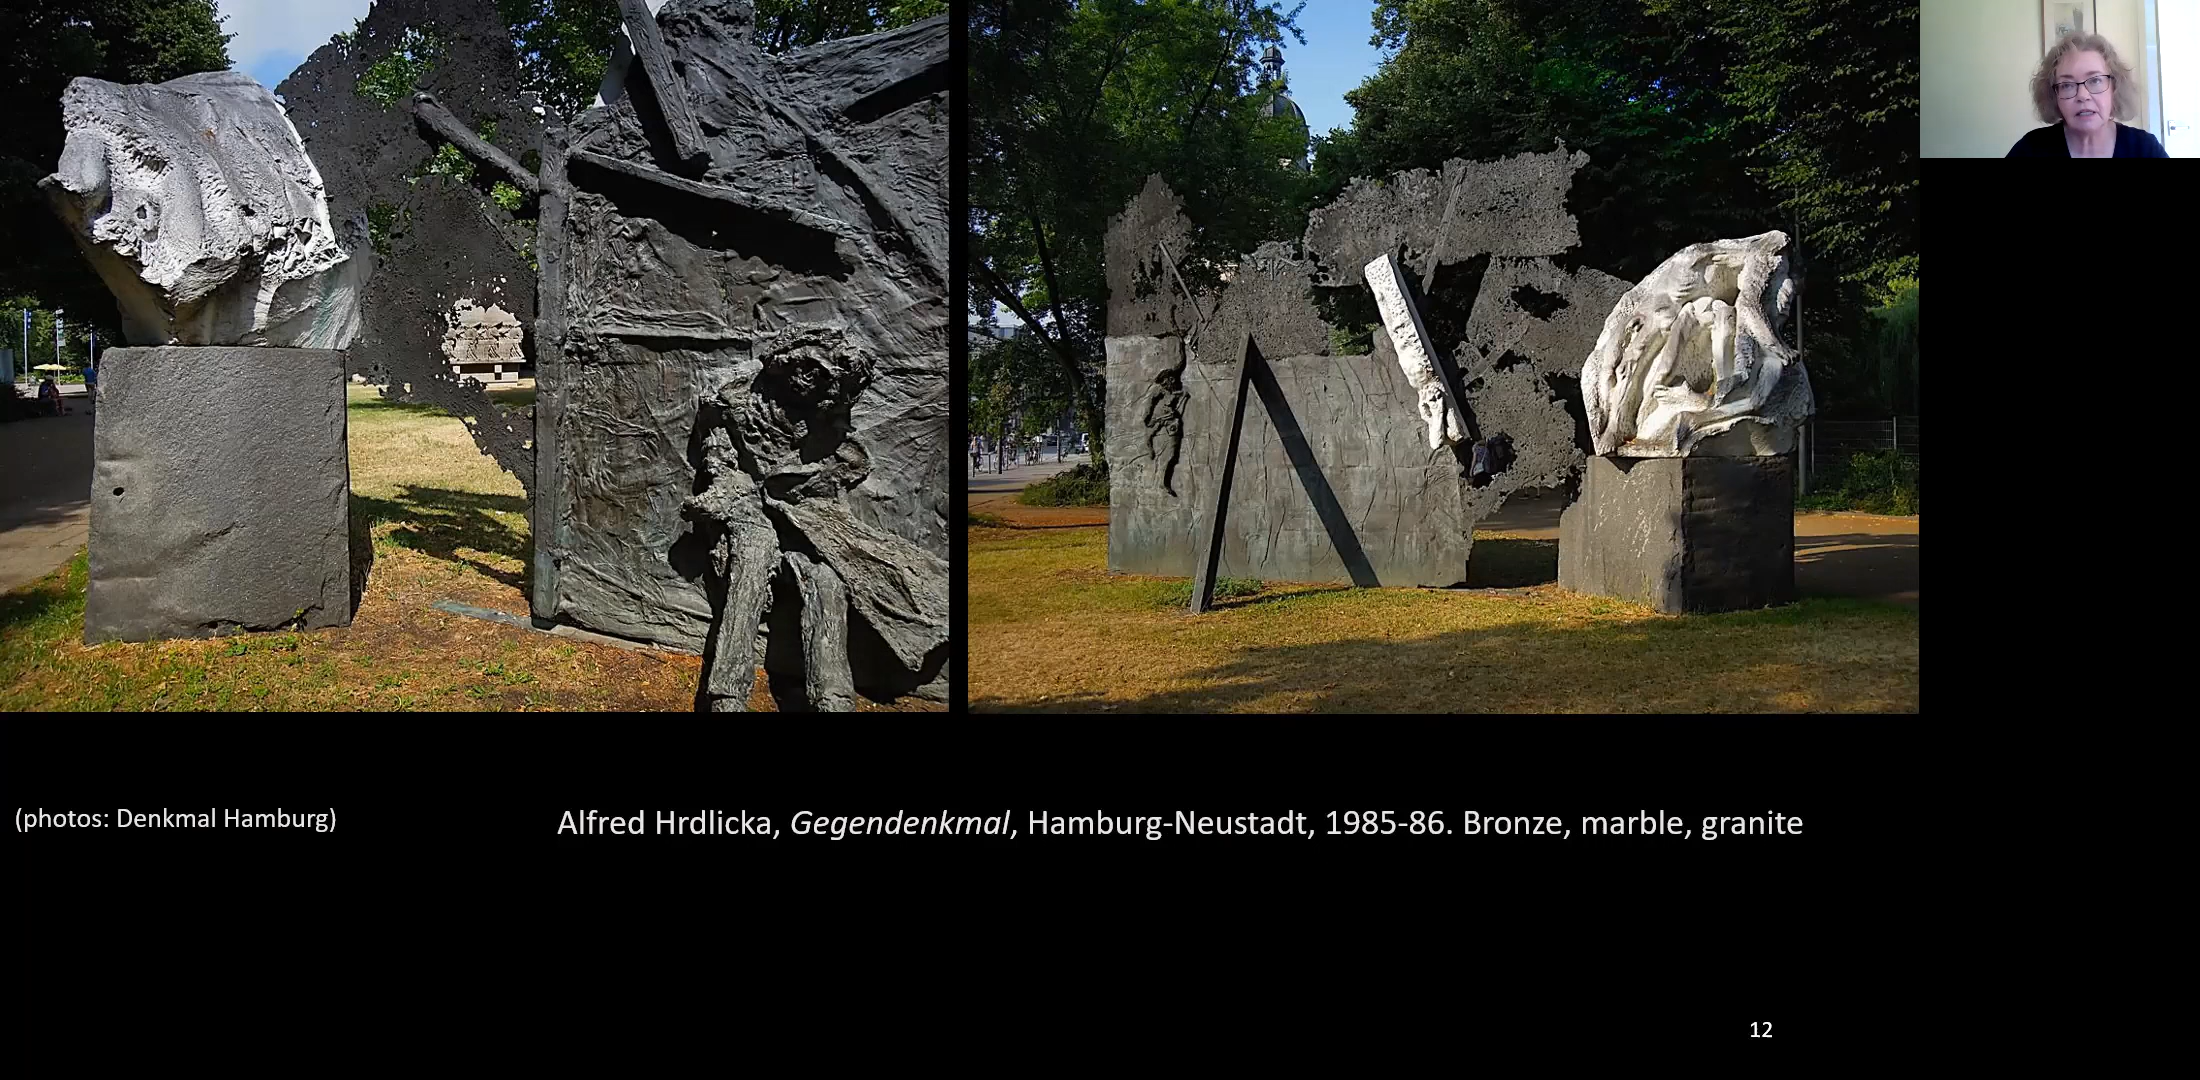 (photos: Denkmal Hamburg)
Alfred Hrdlicka, Gegendenkmal, Hamburg-Neustadt, 1985-86. Bronze, marble, granite
12